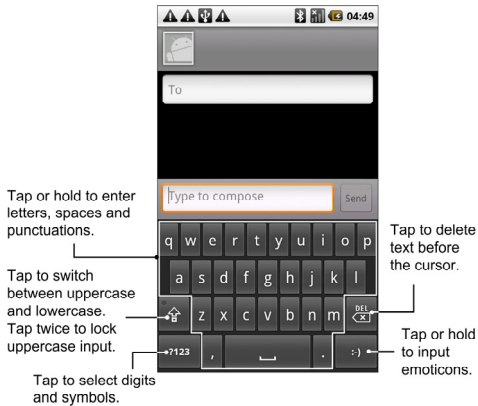 04:49
To
Type to compose
Send
Tap or hold to enter
letters, spaces and
punctuations.
q w e r t y u i o p
Tap to delete
text before
the cursor.
a s d f g h j k l
Tap to switch
between uppercase
and lowercase.
Tap twice to lock
uppercase input.
z x c v b n m DEL
?123 , . :-)
Tap or hold
to input
emoticons.
Tap to select digits
and symbols.